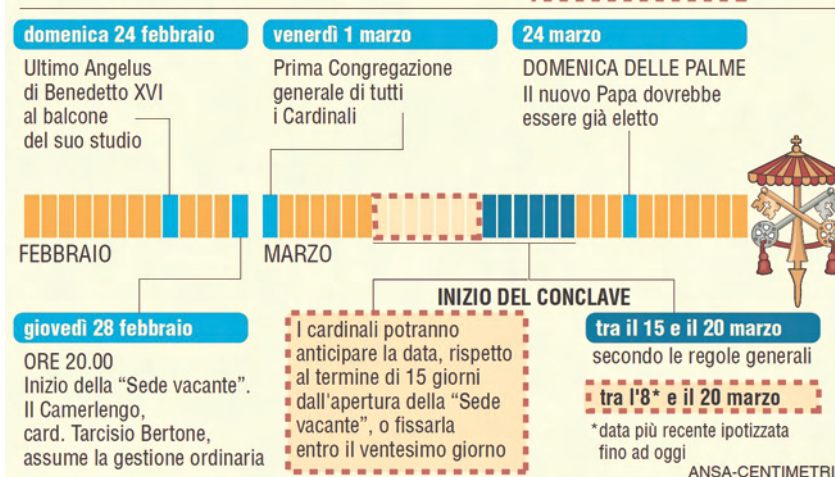 domenica 24 febbraio
Ultimo Angelus
di Benedetto XVI
al balcone
del suo studio
venerdì 1 marzo
Prima Congregazione
generale di tutti
i Cardinali
24 marzo
DOMENICA DELLE PALME
Il nuovo Papa dovrebbe
essere già eletto
FEBBRAIO
MARZO
giovedì 28 febbraio
ORE 20.00
Inizio della “Sede vacante”.
Il Camerlengo,
card. Tarcisio Bertone,
assume la gestione ordinaria
INIZIO DEL CONCLAVE
I cardinali potranno
anticipare la data, rispetto
al termine di 15 giorni
dall'apertura della “Sede
vacante”, o fissarla
entro il ventesimo giorno
tra il 15 e il 20 marzo
secondo le regole generali
tra l'8* e il 20 marzo
*data più recente ipotizzata
fino ad oggi
ANSA-CENTIMETRI